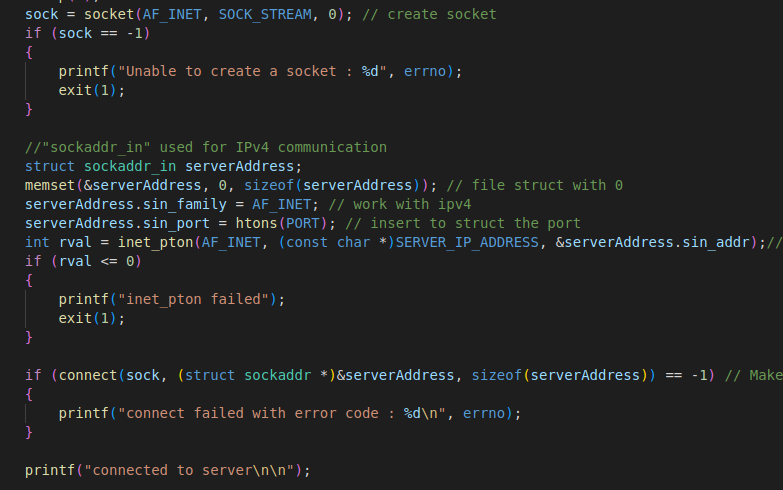 sock = socket(AF_INET, SOCK_STREAM, 0); // create socket
if (sock == -1)
{
    printf("Unable to create a socket : %d", errno);
    exit(1);
}

//"sockaddr_in" used for IPv4 communication
struct sockaddr_in serverAddress;
memset(&serverAddress, 0, sizeof(serverAddress)); // file struct with 0
serverAddress.sin_family = AF_INET; // work with ipv4
serverAddress.sin_port = htons(PORT); // insert to struct the port
int rval = inet_pton(AF_INET, (const char *)SERVER_IP_ADDRESS, &serverAddress.sin_addr);//
if (rval <= 0)
{
    printf("inet_pton failed");
    exit(1);
}

if (connect(sock, (struct sockaddr *)&serverAddress, sizeof(serverAddress)) == -1) // Make
{
    printf("connect failed with error code : %d\n", errno);
}

printf("connected to server\n\n");